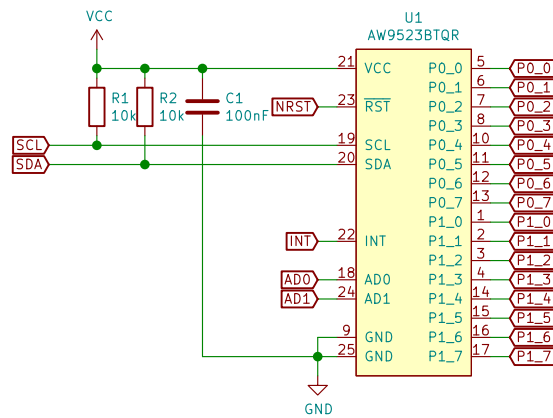 VCC
U1
AW9523BTQR
21 VCC P0_0 5 P0_0
P0_1 6 P0_1
R1 R2 C1 NRST 23 RST P0_2 7 P0_2
10k 10k 100nF P0_3 8 P0_3
SCL 19 SCL P0_4 10 P0_4
SDA 20 SDA P0_5 11 P0_5
P0_6 12 P0_6
P0_7 13 P0_7
P1_0 1 P1_0
INT 22 INT P1_1 2 P1_1
P1_2 3 P1_2
AD0 18 AD0 P1_3 4 P1_3
AD1 24 AD1 P1_4 14 P1_4
P1_5 15 P1_5
9 GND P1_6 16 P1_6
25 GND P1_7 17 P1_7
GND